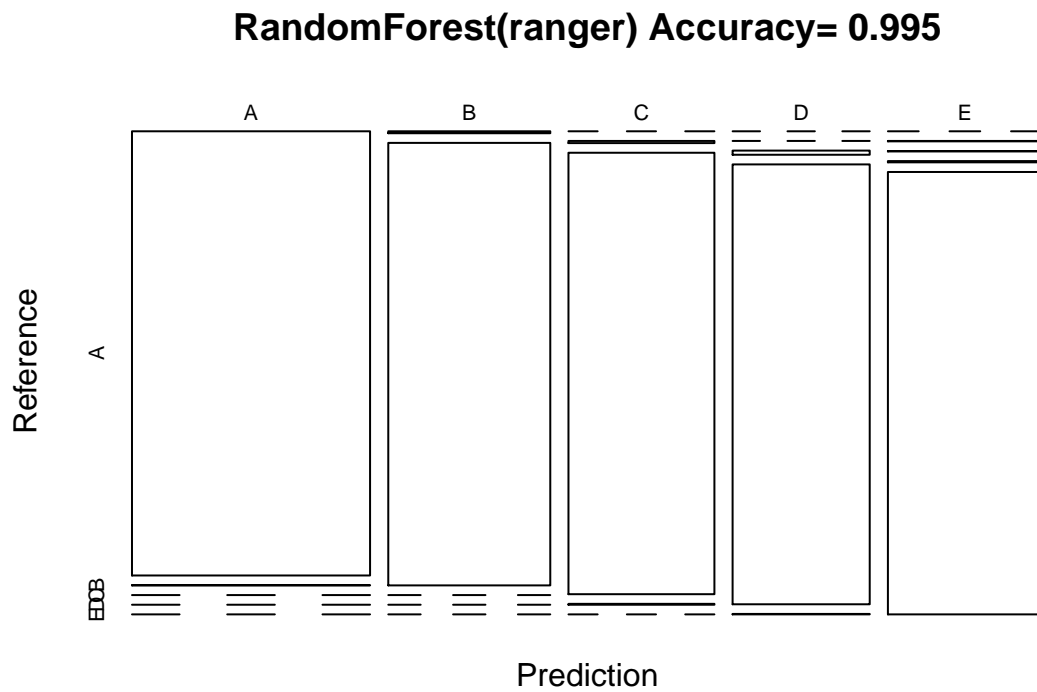 RandomForest(ranger) Accuracy= 0.995
A B C D E
Reference
A
B
C
D
E
Prediction